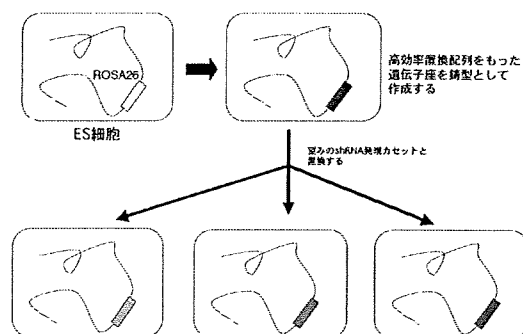 ROSA26
ES細胞
高効率置換配列をもった
遺伝子座を鋳型として
作成する
望みのshRNA発現カセットと
置換する